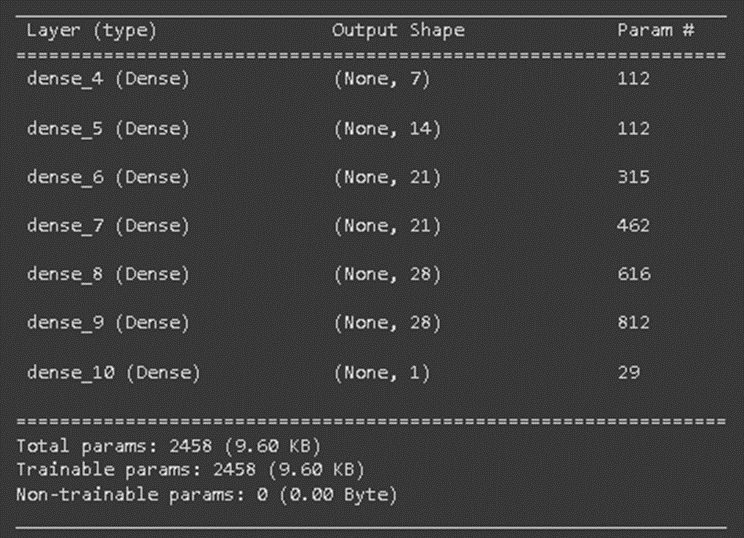 Layer (type) Output Shape Param #
=================================================================
dense_4 (Dense) (None, 7) 112
dense_5 (Dense) (None, 14) 112
dense_6 (Dense) (None, 21) 315
dense_7 (Dense) (None, 21) 462
dense_8 (Dense) (None, 28) 616
dense_9 (Dense) (None, 28) 812
dense_10 (Dense) (None, 1) 29
=================================================================
Total params: 2458 (9.60 KB)
Trainable params: 2458 (9.60 KB)
Non-trainable params: 0 (0.00 Byte)